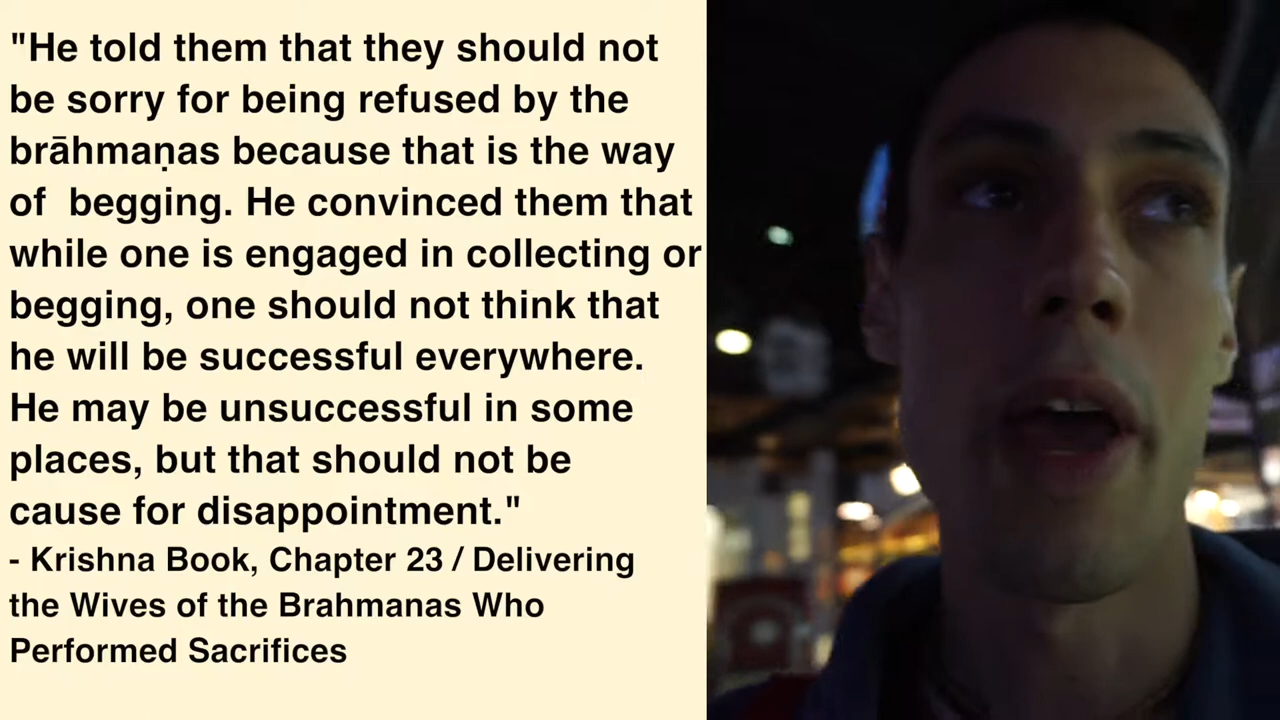 "He told them that they should not
be sorry for being refused by the
brāhmaṇas because that is the way
of  begging. He convinced them that
while one is engaged in collecting or
begging, one should not think that
he will be successful everywhere.
He may be unsuccessful in some
places, but that should not be
cause for disappointment."
- Krishna Book, Chapter 23 / Delivering
the Wives of the Brahmanas Who
Performed Sacrifices